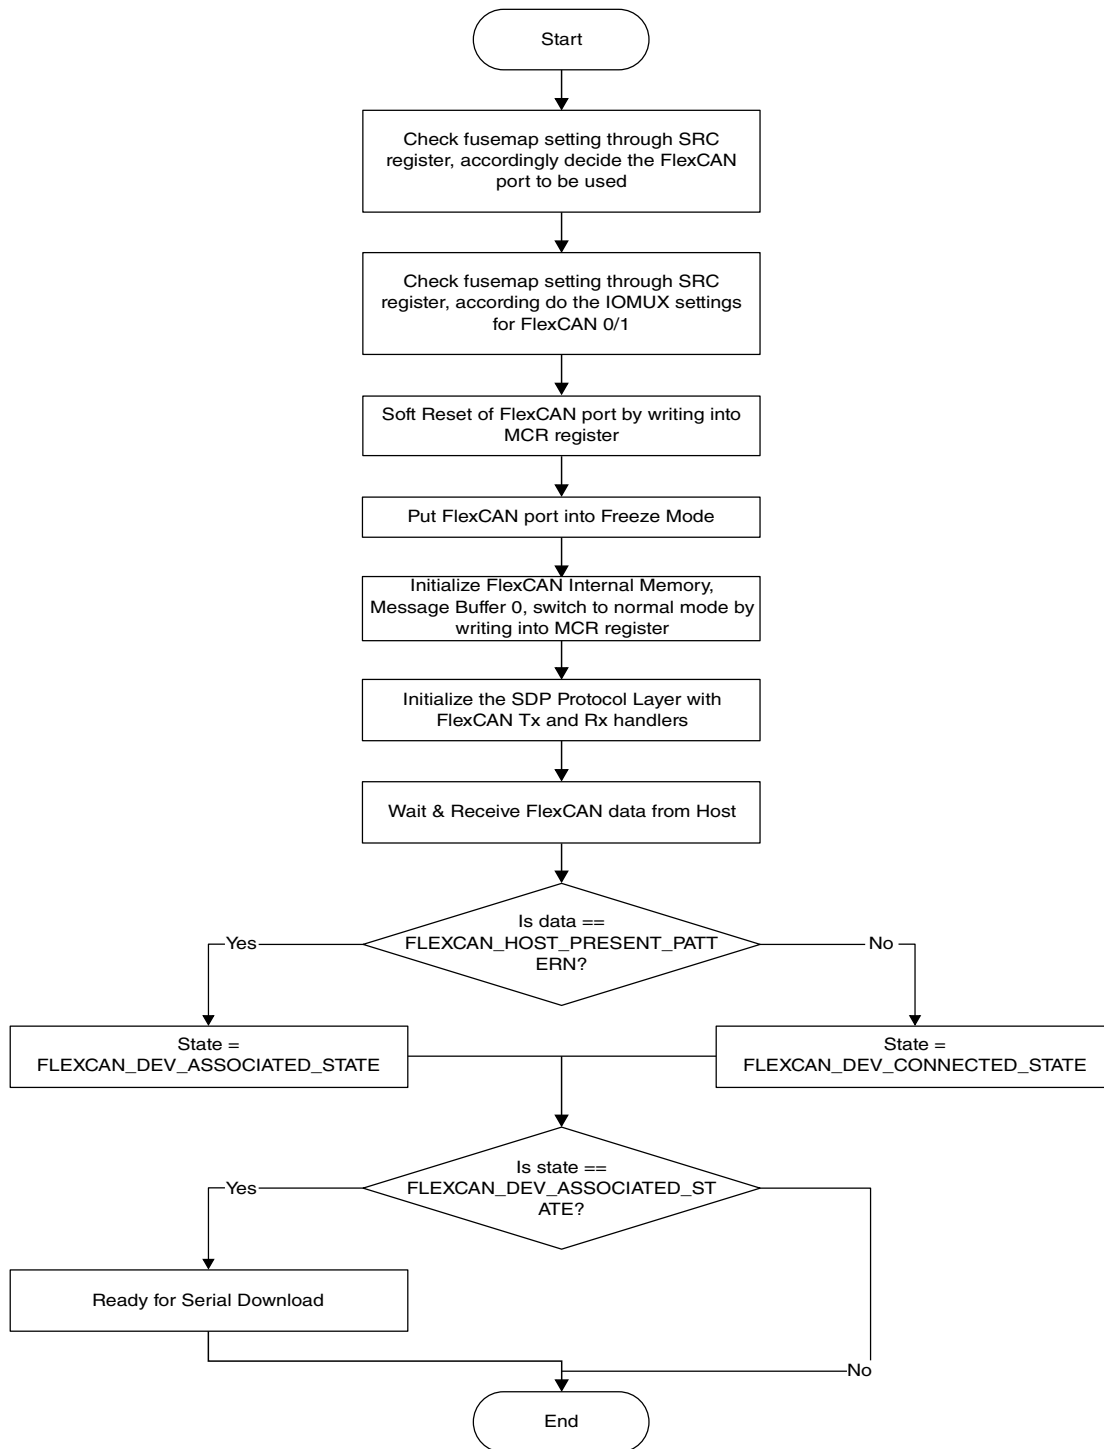 Start
Check fusemap setting through SRC
register, accordingly decide the FlexCAN
port to be used
Check fusemap setting through SRC
register, according do the IOMUX settings
for FlexCAN 0/1
Soft Reset of FlexCAN port by writing into
MCR register
Put FlexCAN port into Freeze Mode
Initialize FlexCAN Internal Memory,
Message Buffer 0, switch to normal mode by
writing into MCR register
Initialize the SDP Protocol Layer with
FlexCAN Tx and Rx handlers
Wait & Receive FlexCAN data from Host
Is data ==
FLEXCAN_HOST_PRESENT_PATT
ERN?
Yes
No
State =
FLEXCAN_DEV_ASSOCIATED_STATE
State =
FLEXCAN_DEV_CONNECTED_STATE
Is state ==
FLEXCAN_DEV_ASSOCIATED_ST
ATE?
Yes
Ready for Serial Download
No
End